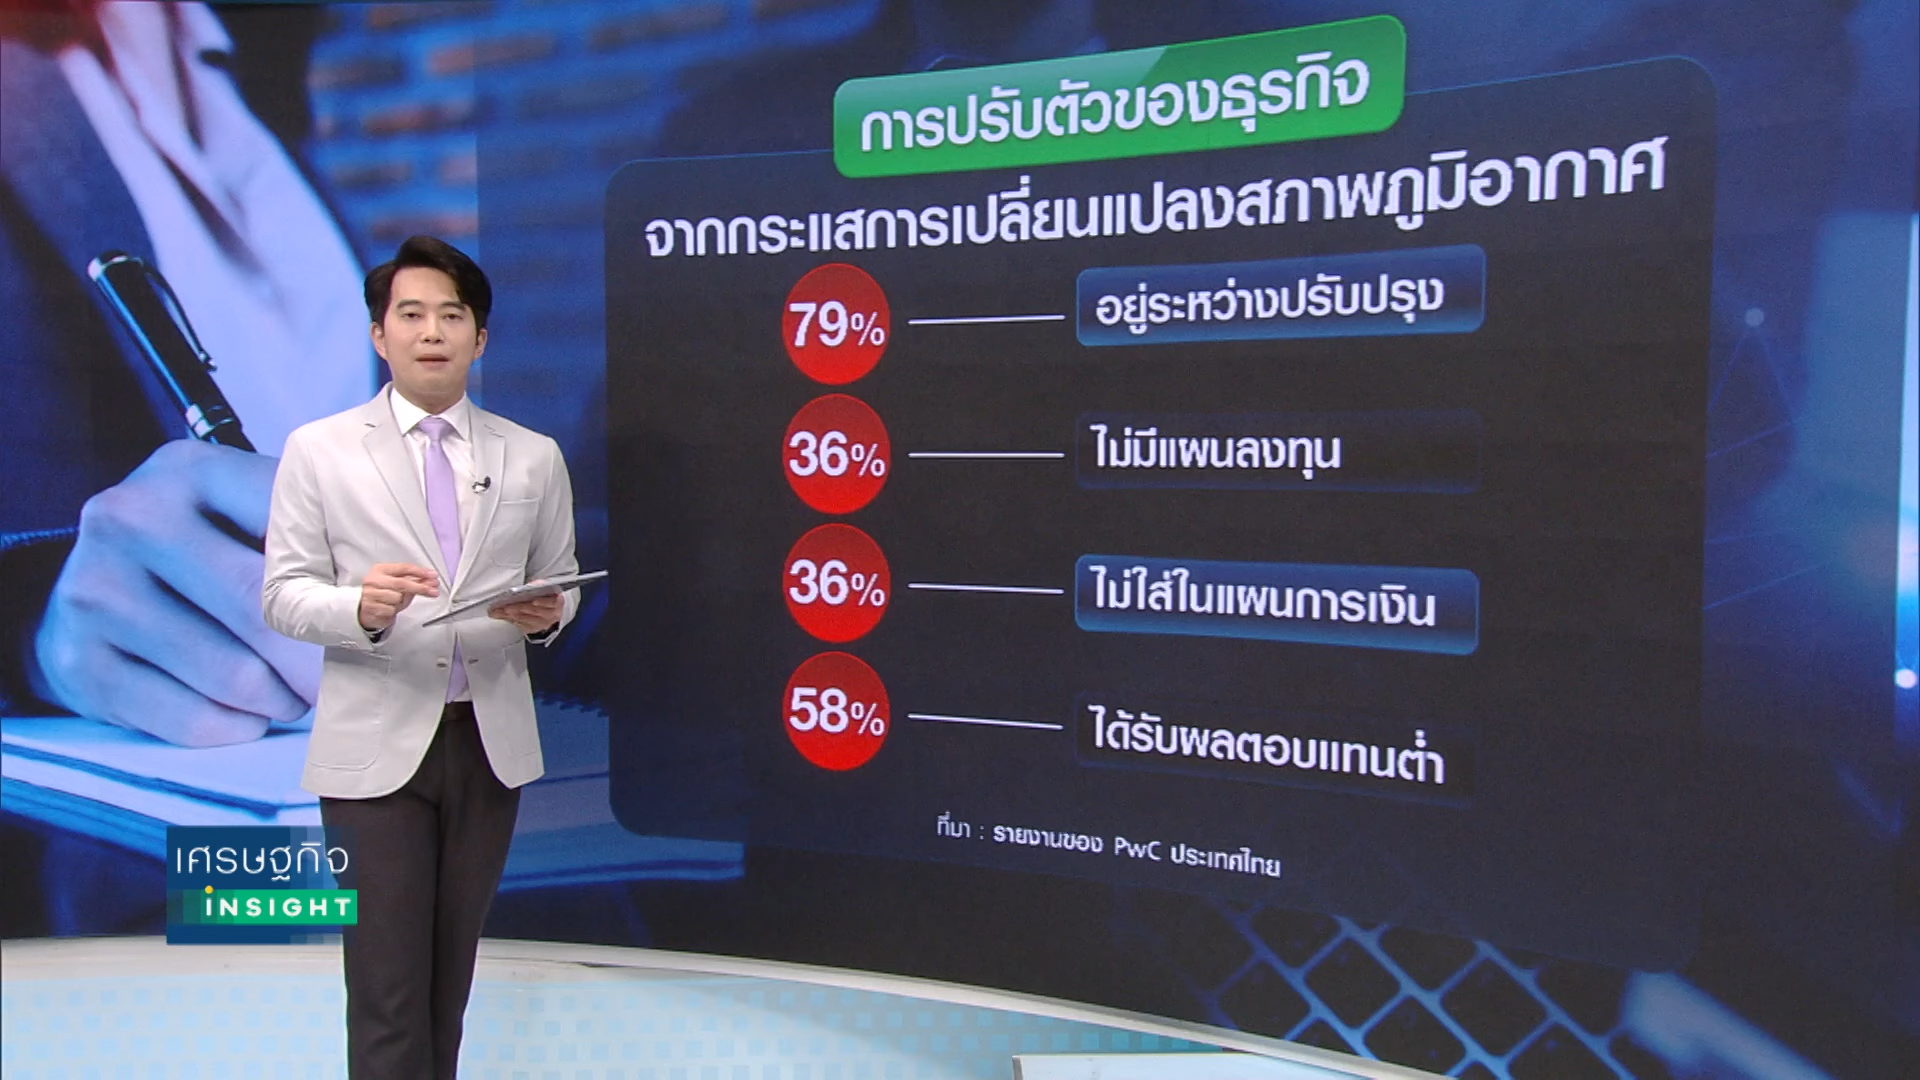 การปรับตัวของธุรกิจ
จากกระแสการเปลี่ยนแปลงสภาพภูมิอากาศ
79% อยู่ระหว่างปรับปรุง
36% ไม่มีแผนลงทุน
36% ไม่ใส่ในแผนการเงิน
58% ได้รับผลตอบแทนต่ำ
ที่มา : รายงานของ PwC ประเทศไทย
เศรษฐกิจ
INSIGHT